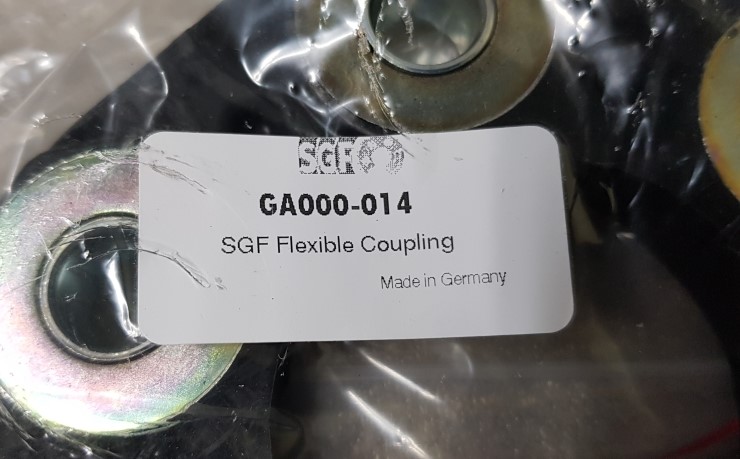 SGF
GA000-014
SGF Flexible Coupling
Made in Germany